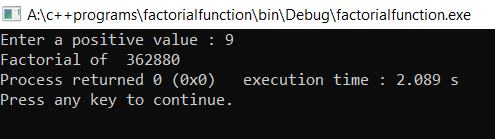 A:\c++programs\factorialfunction\bin\Debug\factorialfunction.exe
Enter a positive value : 9
Factorial of  362880
Process returned 0 (0x0)   execution time : 2.089 s
Press any key to continue.